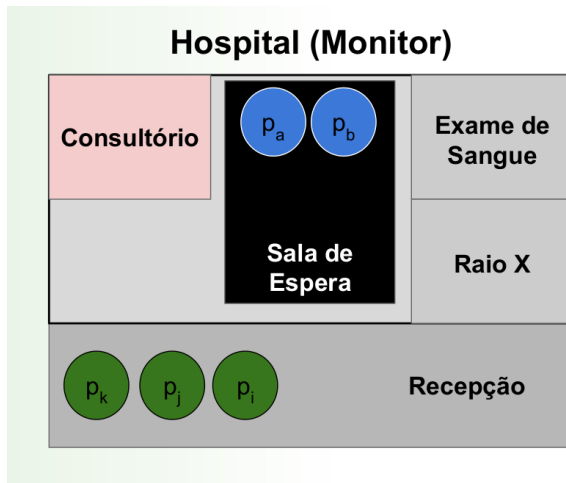 Hospital (Monitor)
Consultório
pa
pb
Exame de
Sangue
Sala de
Espera
Raio X
pk
pj
pi
Recepção